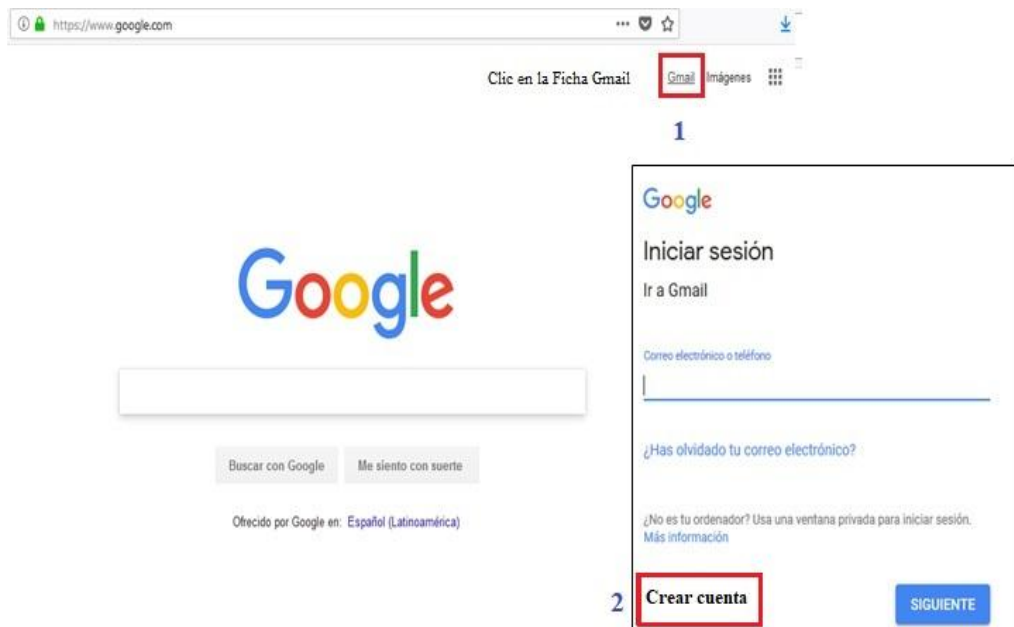 https://www.google.com
Clic en la Ficha Gmail Gmail Imágenes
1
Google
Buscar con Google Me siento con suerte
Ofrecido por Google en: Español (Latinoamérica)
Google
Iniciar sesión
Ir a Gmail
Correo electrónico o teléfono
¿Has olvidado tu correo electrónico?
¿No es tu ordenador? Usa una ventana privada para iniciar sesión.
Más información
2 Crear cuenta SIGUIENTE